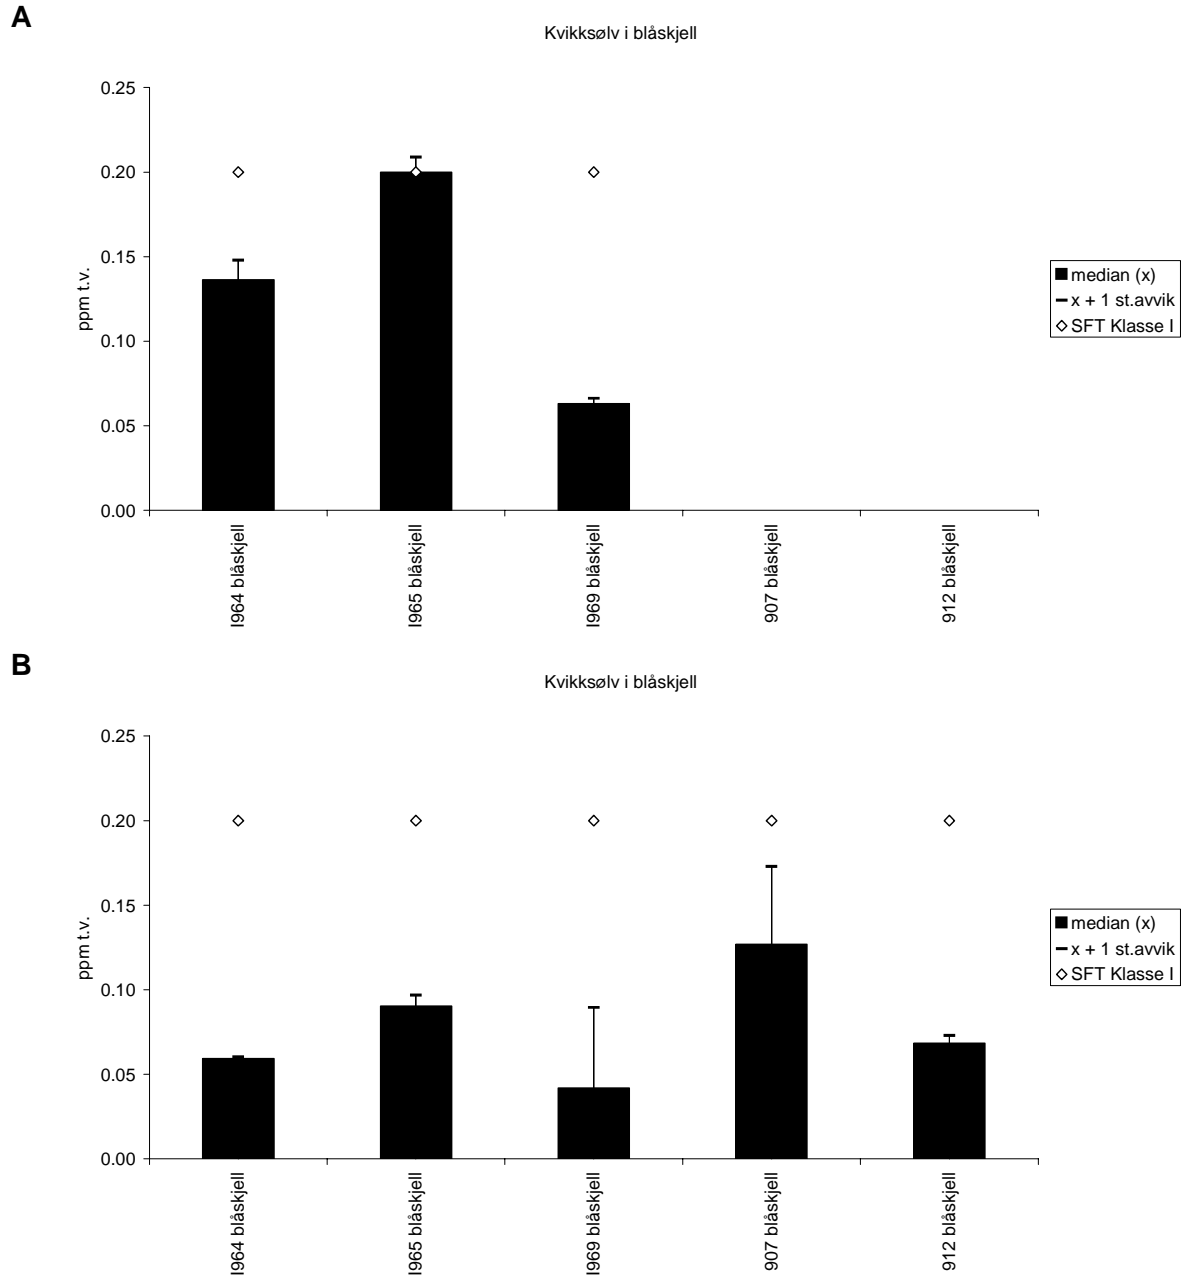 A
Kvikksølv i blåskjell
0.25
0.20
0.15
0.10
0.05
0.00
ppm t.v.
median (x)
x + 1 st.avvik
SFT Klasse I
I964 blåskjell
I965 blåskjell
I969 blåskjell
907 blåskjell
912 blåskjell
B
Kvikksølv i blåskjell
0.25
0.20
0.15
0.10
0.05
0.00
ppm t.v.
median (x)
x + 1 st.avvik
SFT Klasse I
I964 blåskjell
I965 blåskjell
I969 blåskjell
907 blåskjell
912 blåskjell